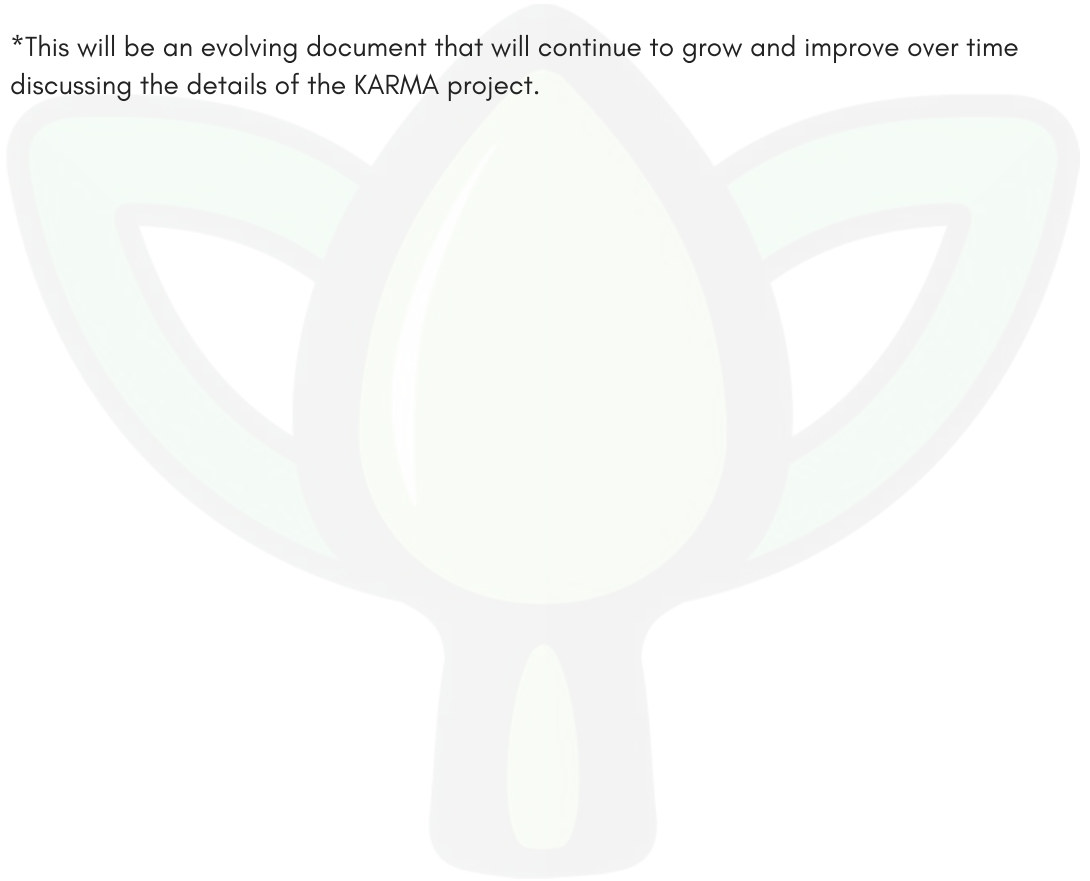 *This will be an evolving document that will continue to grow and improve over time
discussing the details of the KARMA project.